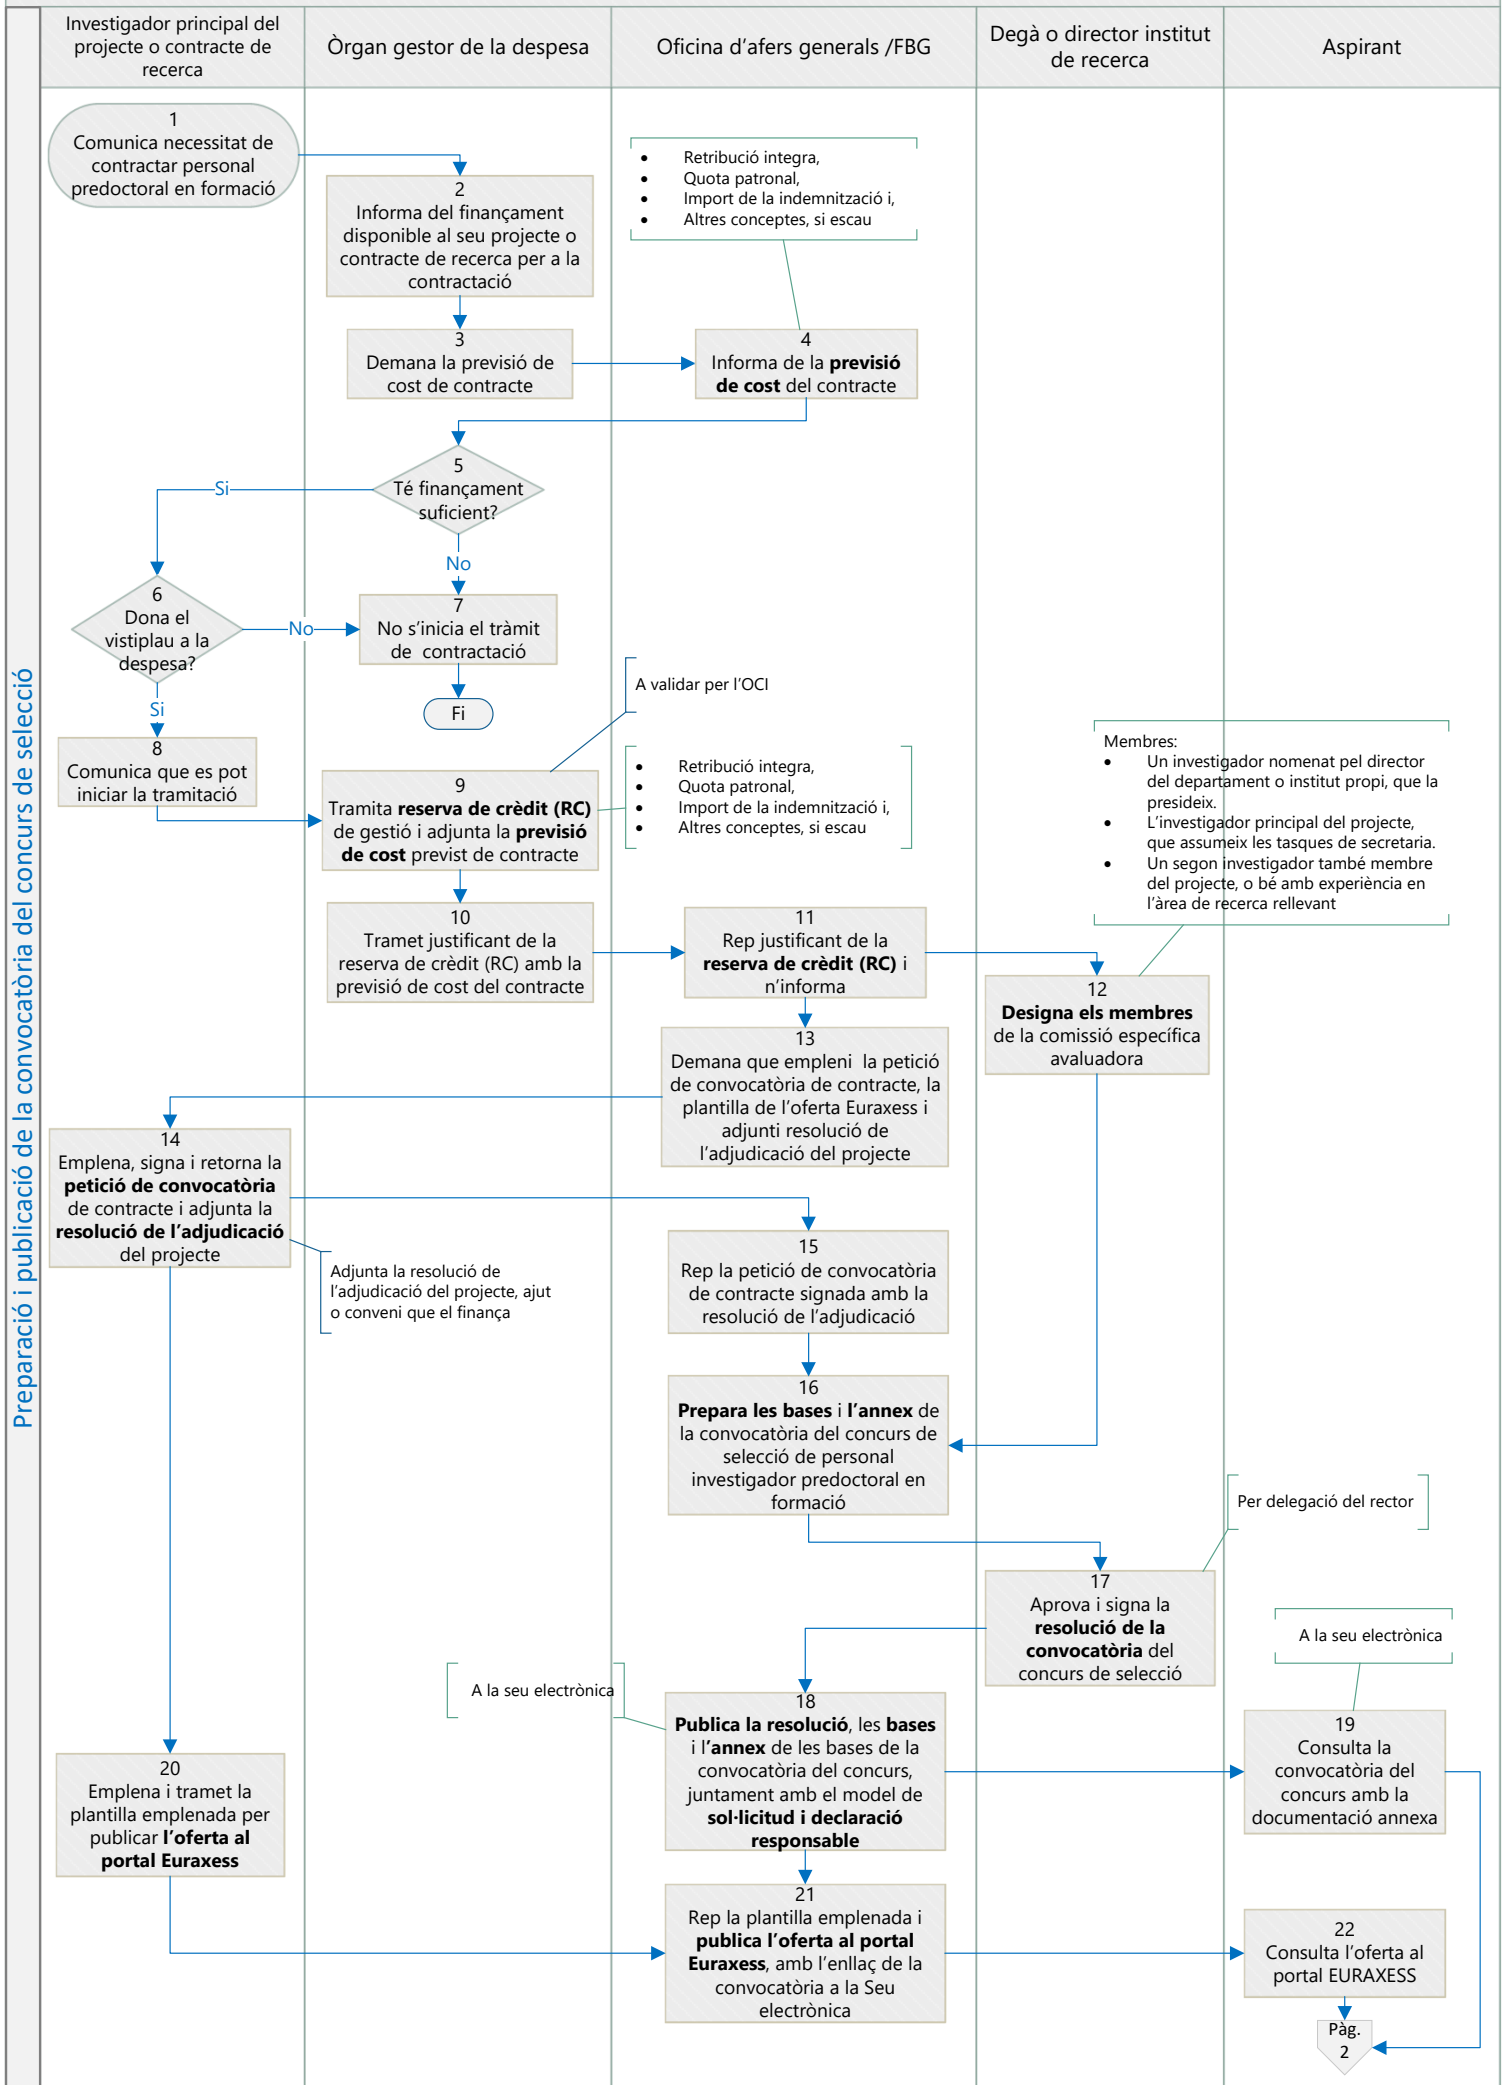 Preparació i publicació de la convocatòria del concurs de selecció
Investigador principal del
projecte o contracte de
recerca
Òrgan gestor de la despesa
Oficina d'afers generals /FBG
Degà o director institut
de recerca
Aspirant
1
Comunica necessitat de
contractar personal
predoctoral en formació
2
Informa del finançament
disponible al seu projecte o
contracte de recerca per a la
contractació
• Retribució integra,
• Quota patronal,
• Import de la indemnització i,
• Altres conceptes, si escau
3
Demana la previsió de
cost de contracte
4
Informa de la previsió
de cost del contracte
5
Té finançament
suficient?
Si
No
6
Dona el
vistiplau a la
despesa?
No
7
No s'inicia el tràmit
de contractació
Si
Fi
8
Comunica que es pot
iniciar la tramitació
A validar per l'OCI
9
Tramita reserva de crèdit (RC)
de gestió i adjunta la previsió
de cost previst de contracte
• Retribució integra,
• Quota patronal,
• Import de la indemnització i,
• Altres conceptes, si escau
Membres:
• Un investigador nomenat pel director
del departament o institut propi, que la
presideix.
• L'investigador principal del projecte,
que assumeix les tasques de secretaria.
• Un segon investigador també membre
del projecte, o bé amb experiència en
l'àrea de recerca rellevant
10
Tramet justificant de la
reserva de crèdit (RC) amb la
previsió de cost del contracte
11
Rep justificant de la
reserva de crèdit (RC) i
n'informa
12
Designa els membres
de la comissió específica
avaluadora
13
Demana que empleni la petició
de convocatòria de contracte, la
plantilla de l'oferta Euraxess i
adjunti resolució de
l'adjudicació del projecte
14
Emplena, signa i retorna la
petició de convocatòria
de contracte i adjunta la
resolució de l'adjudicació
del projecte
Adjunta la resolució de
l'adjudicació del projecte, ajut
o conveni que el finança
15
Rep la petició de convocatòria
de contracte signada amb la
resolució de l'adjudicació
16
Prepara les bases i l'annex de
la convocatòria del concurs de
selecció de personal
investigador predoctoral en
formació
Per delegació del rector
17
Aprova i signa la
resolució de la
convocatòria del
concurs de selecció
A la seu electrònica
A la seu electrònica
18
Publica la resolució, les bases
i l'annex de les bases de la
convocatòria del concurs,
juntament amb el model de
sol·licitud i declaració
responsable
19
Consulta la
convocatòria del
concurs amb la
documentació annexa
20
Emplena i tramet la
plantilla emplenada per
publicar l'oferta al
portal Euraxess
21
Rep la plantilla emplenada i
publica l'oferta al portal
Euraxess, amb l'enllaç de la
convocatòria a la Seu
electrònica
22
Consulta l'oferta al
portal EURAXESS
Pàg.
2